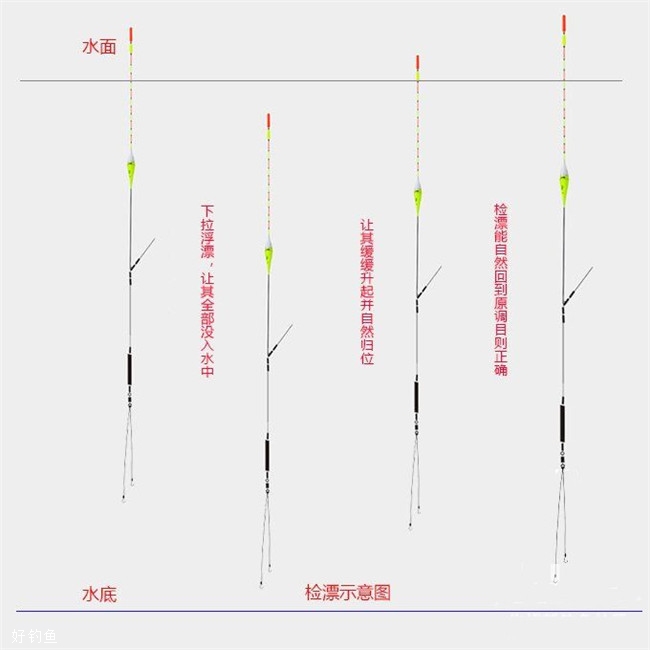 水面
下拉浮漂，让其全部没入水中
让其缓缓升起并自然归位
检漂能自然回到原调目则正确
水底
检漂示意图
好钓鱼